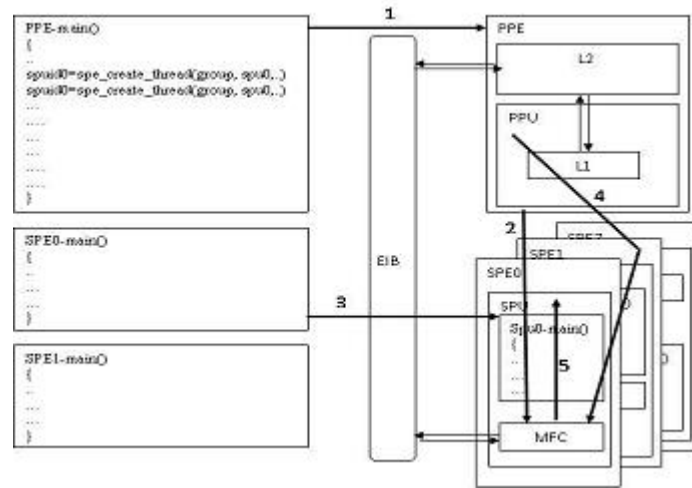 PPE-main()
{
..
spuid0=spe_create_thread(group, spu0,..)
spuid0=spe_create_thread(group, spu0,..)
...
....
...
...
....
....
}
SPE0-main()
{
..
...
....
}
SPE1-main()
{
..
...
....
}
1
EIB
3
PPE
L2
PPU
L1
4
2
SPE7
SPE1
SPE0
SPU
Spu0-main()
{
..
...
...
5
MFC